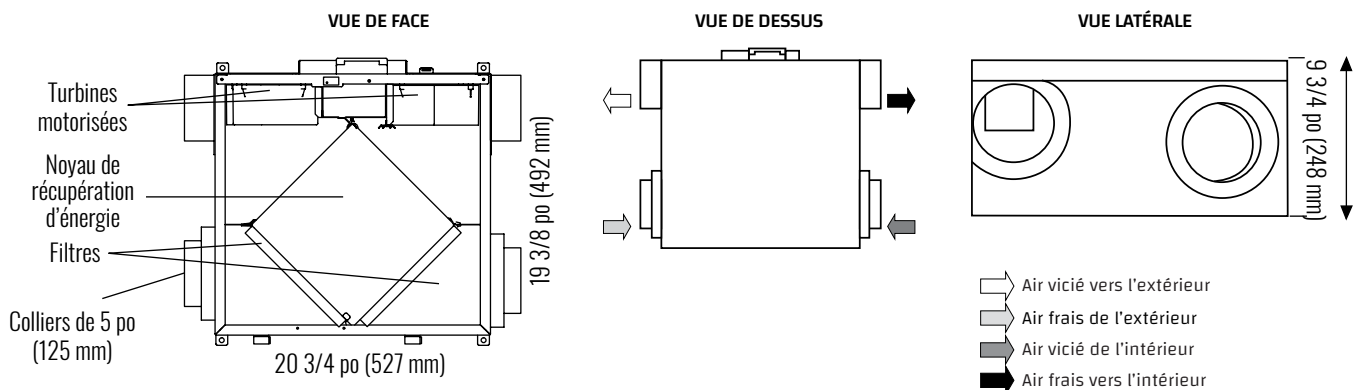 VUE DE FACE
VUE DE DESSUS
VUE LATÉRALE
Turbines
motorisées
Noyau de
récupération
d'énergie
Filtres
Colliers de 5 po
(125 mm)
19 3/8 po (492 mm)
20 3/4 po (527 mm)
9 3/4 po (248 mm)
Air vicié vers l'extérieur
Air frais de l'extérieur
Air vicié de l'intérieur
Air frais vers l'intérieur